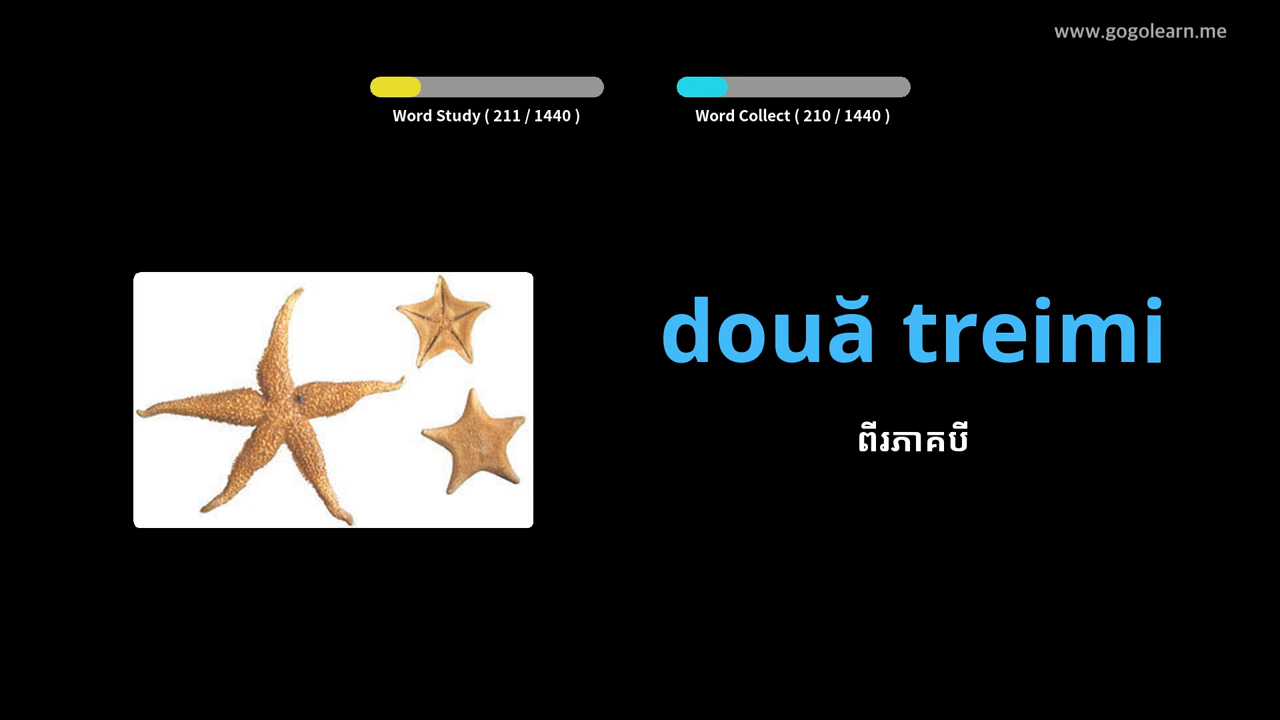 www.gogolearn.me
Word Study ( 211 / 1440 )
Word Collect ( 210 / 1440 )
două treimi
ពីរភាគបី